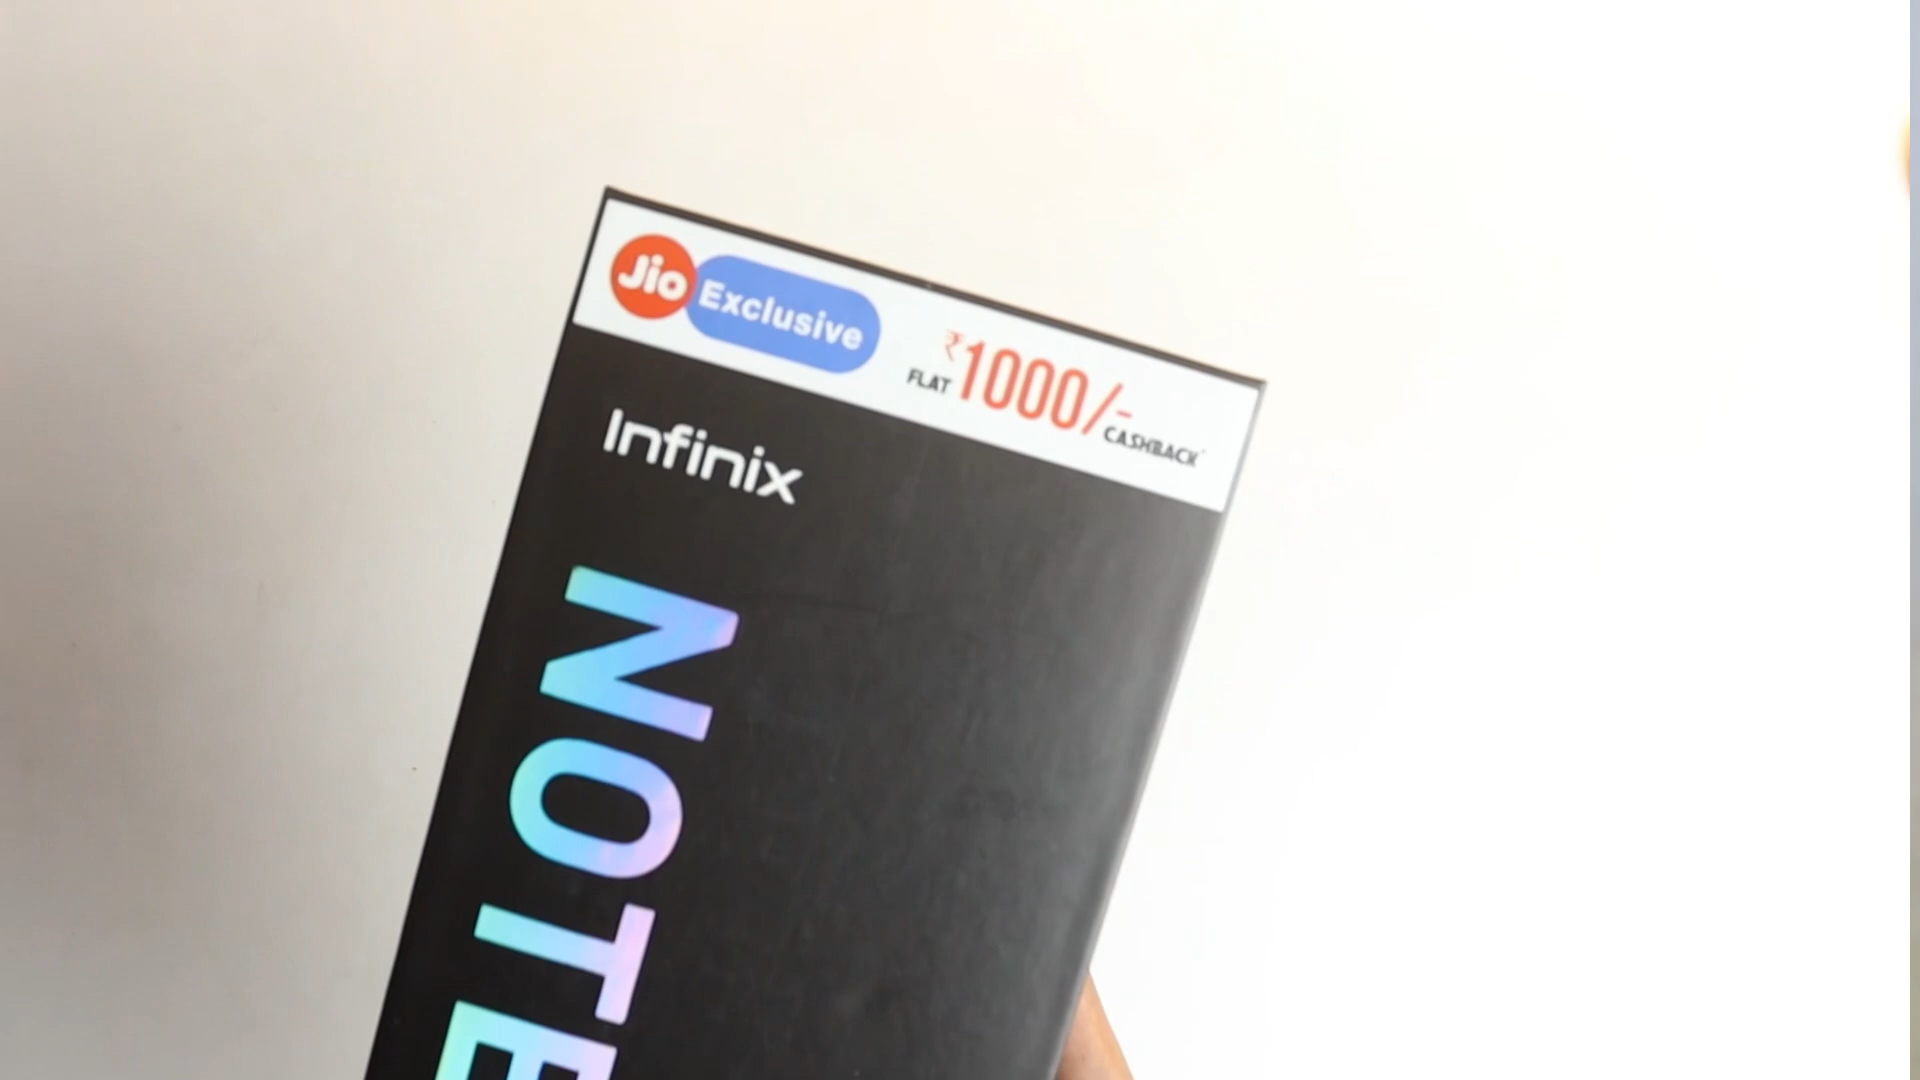 Jio Exclusive
FLAT ₹1000/- CASHBACK*
Infinix
NOTE